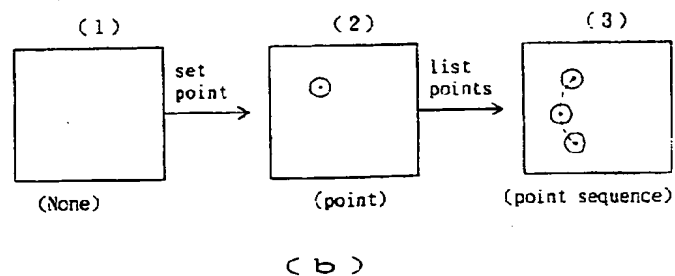 (1) (2) (3)
set point
list points
(None) (point) (point sequence)
(b)